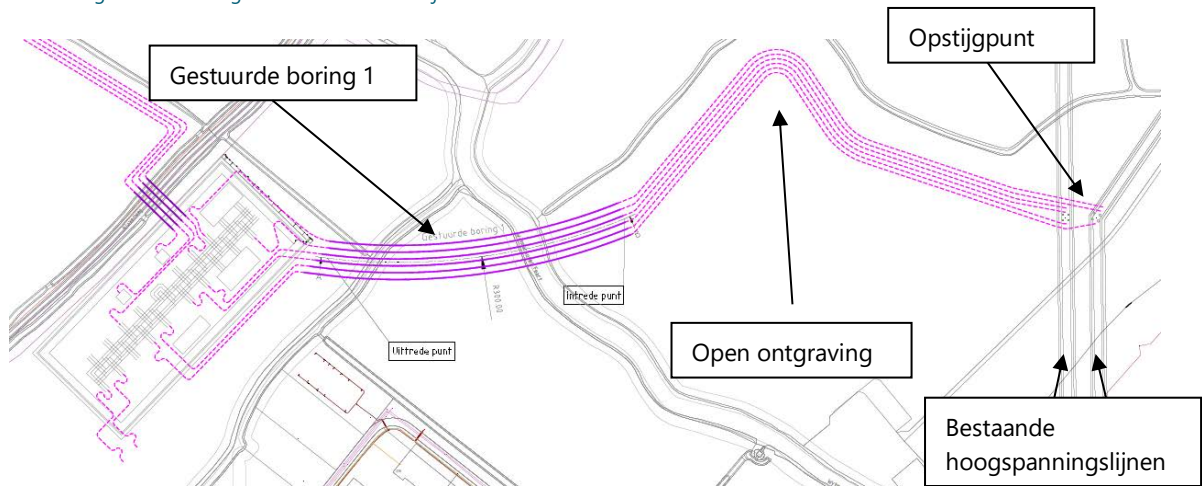 Opstijgpunt
Gestuurde boring 1
Gestuurde boring 1
R300.00
Intrede punt
Uittrede punt
Open ontgraving
Bestaande
hoogspanningslijnen